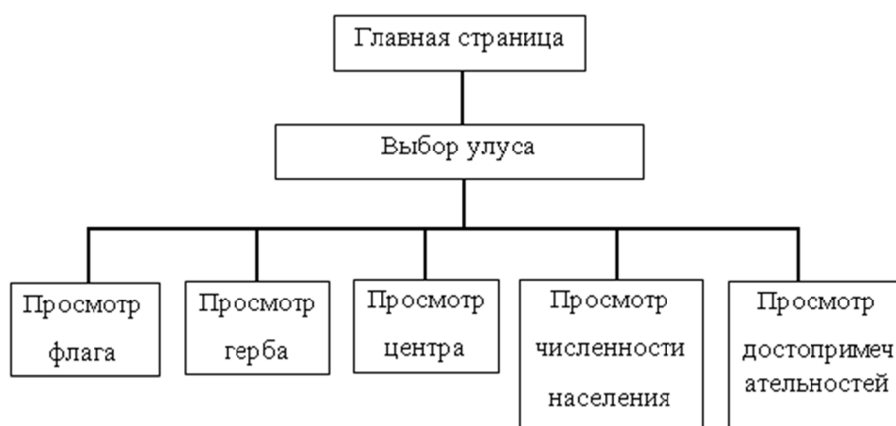 Главная страница
Выбор улуса
Просмотр
флага
Просмотр
герба
Просмотр
центра
Просмотр
численности
населения
Просмотр
достопримеч
ательностей